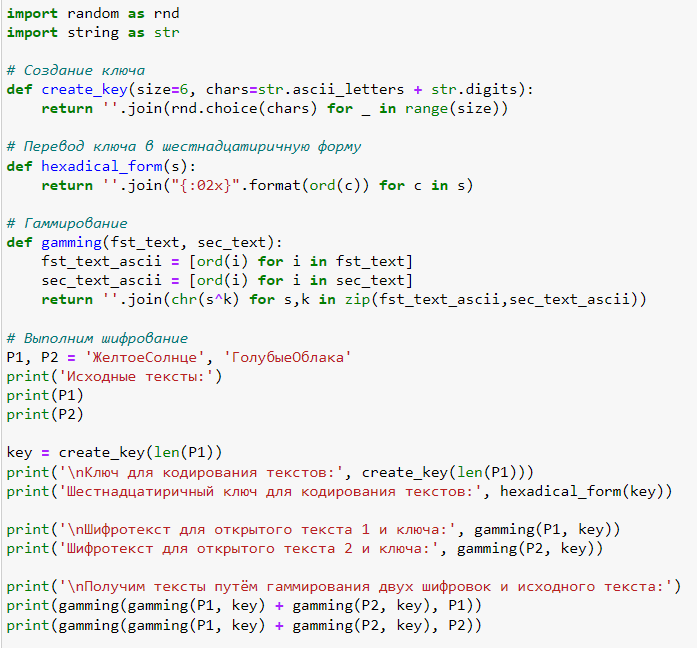 import random as rnd
import string as str
# Создание ключа
def create_key(size=6, chars=str.ascii_letters + str.digits):
    return ''.join(rnd.choice(chars) for _ in range(size))
# Перевод ключа в шестнадцатиричную форму
def hexadical_form(s):
    return ''.join("{:02x}".format(ord(c)) for c in s)
# Гаммирование
def gamming(fst_text, sec_text):
    fst_text_ascii = [ord(i) for i in fst_text]
    sec_text_ascii = [ord(i) for i in sec_text]
    return ''.join(chr(s^k) for s,k in zip(fst_text_ascii,sec_text_ascii))
# Выполним шифрование
P1, P2 = 'ЖелтоеСолнце', 'ГолубыеОблака'
print('Исходные тексты:')
print(P1)
print(P2)
key = create_key(len(P1))
print('\nКлюч для кодирования текстов:', create_key(len(P1)))
print('Шестнадцатиричный ключ для кодирования текстов:', hexadical_form(key))
print('\nШифротекст для открытого текста 1 и ключа:', gamming(P1, key))
print('Шифротекст для открытого текста 2 и ключа:', gamming(P2, key))
print('\nПолучим тексты путём гаммирования двух шифровок и исходного текста:')
print(gamming(gamming(P1, key) + gamming(P2, key), P1))
print(gamming(gamming(P1, key) + gamming(P2, key), P2))